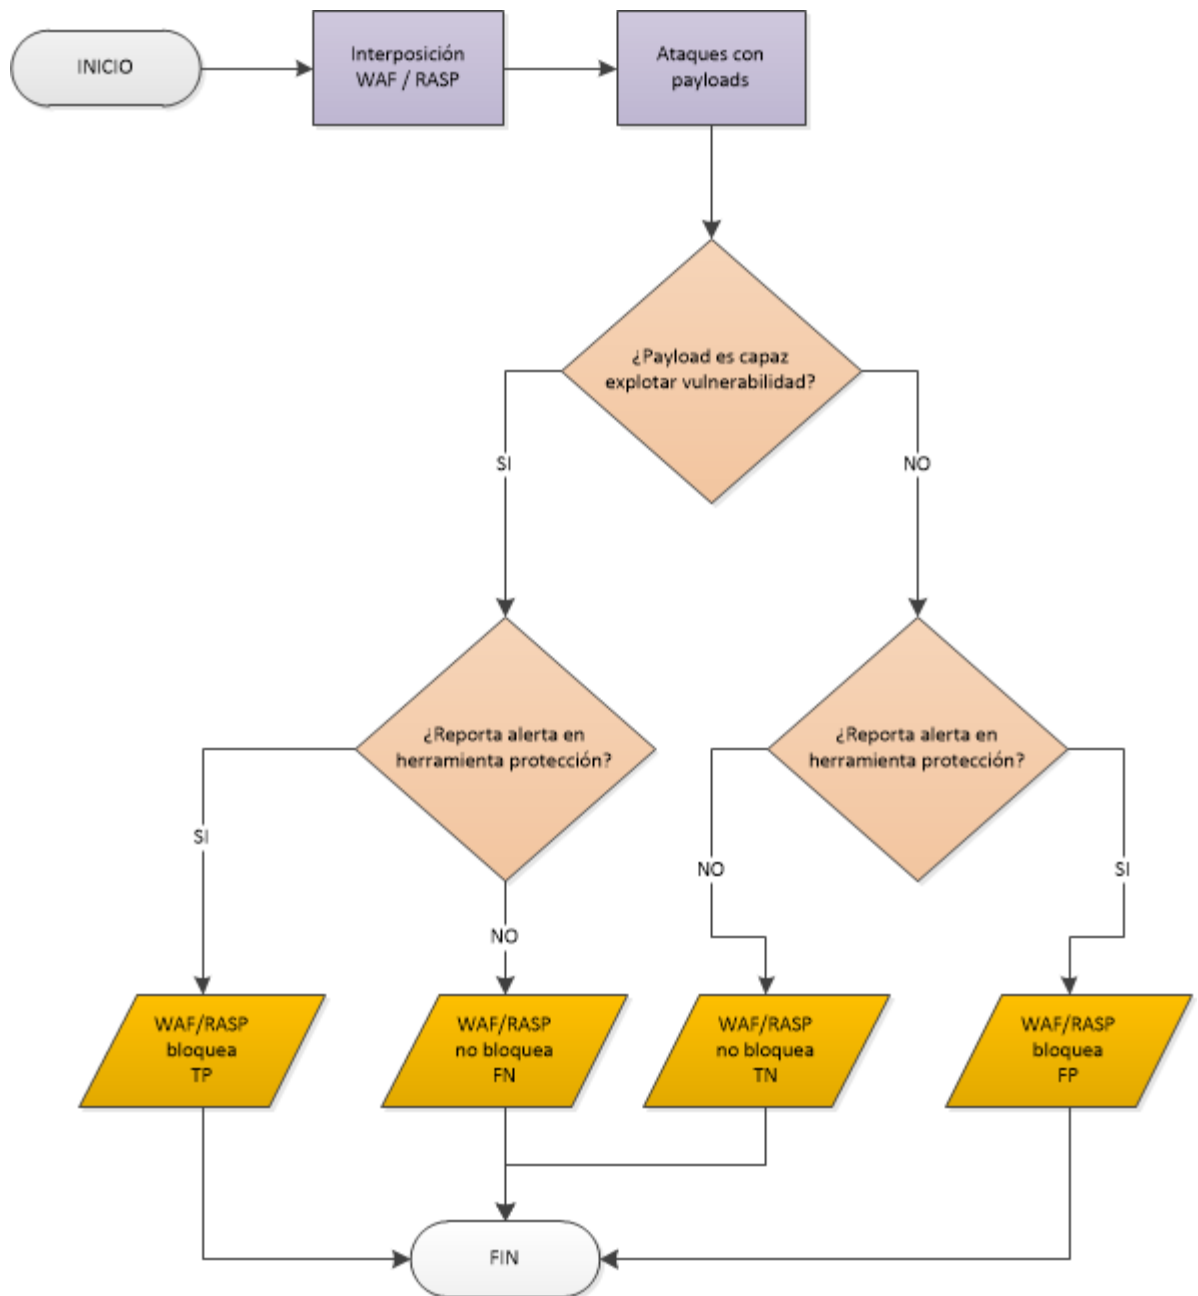 INICIO
Interposición
WAF / RASP
Ataques con
payloads
¿Payload es capaz
explotar vulnerabilidad?
SI
NO
¿Reporta alerta en
herramienta protección?
¿Reporta alerta en
herramienta protección?
SI
NO
NO
SI
WAF/RASP
bloquea
TP
WAF/RASP
no bloquea
FN
WAF/RASP
no bloquea
TN
WAF/RASP
bloquea
FP
FIN